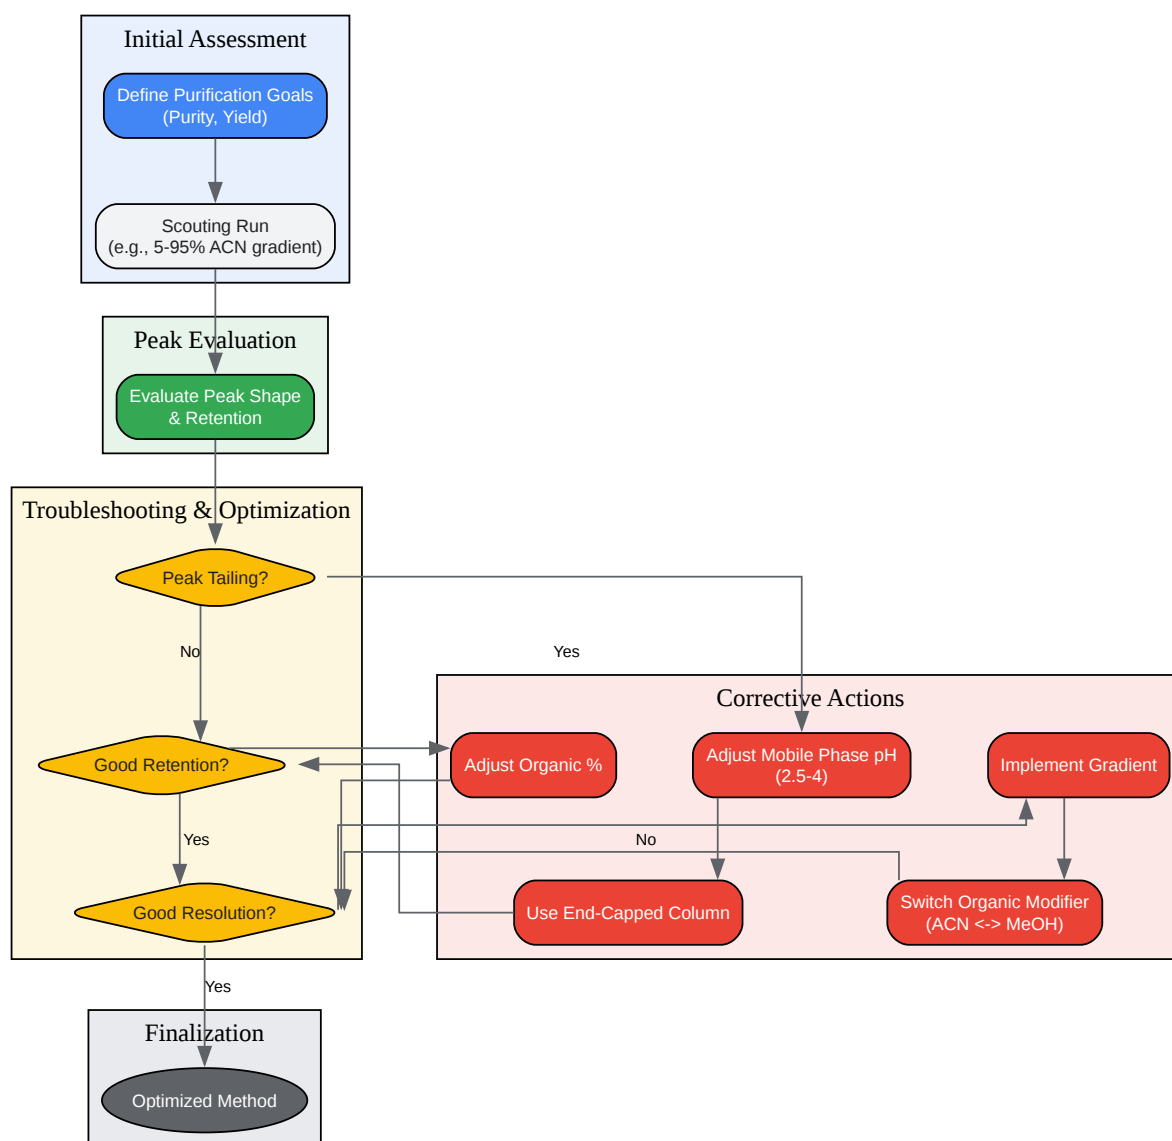 Initial Assessment
Define Purification Goals
(Purity, Yield)
Scouting Run
(e.g., 5-95% ACN gradient)
Peak Evaluation
Evaluate Peak Shape
& Retention
Troubleshooting & Optimization
Peak Tailing?
No
Yes
Corrective Actions
Good Retention?
Adjust Organic %
Adjust Mobile Phase pH
(2.5-4)
Implement Gradient
Yes
No
Good Resolution?
Use End-Capped Column
Switch Organic Modifier
(ACN <-> MeOH)
Yes
Finalization
Optimized Method